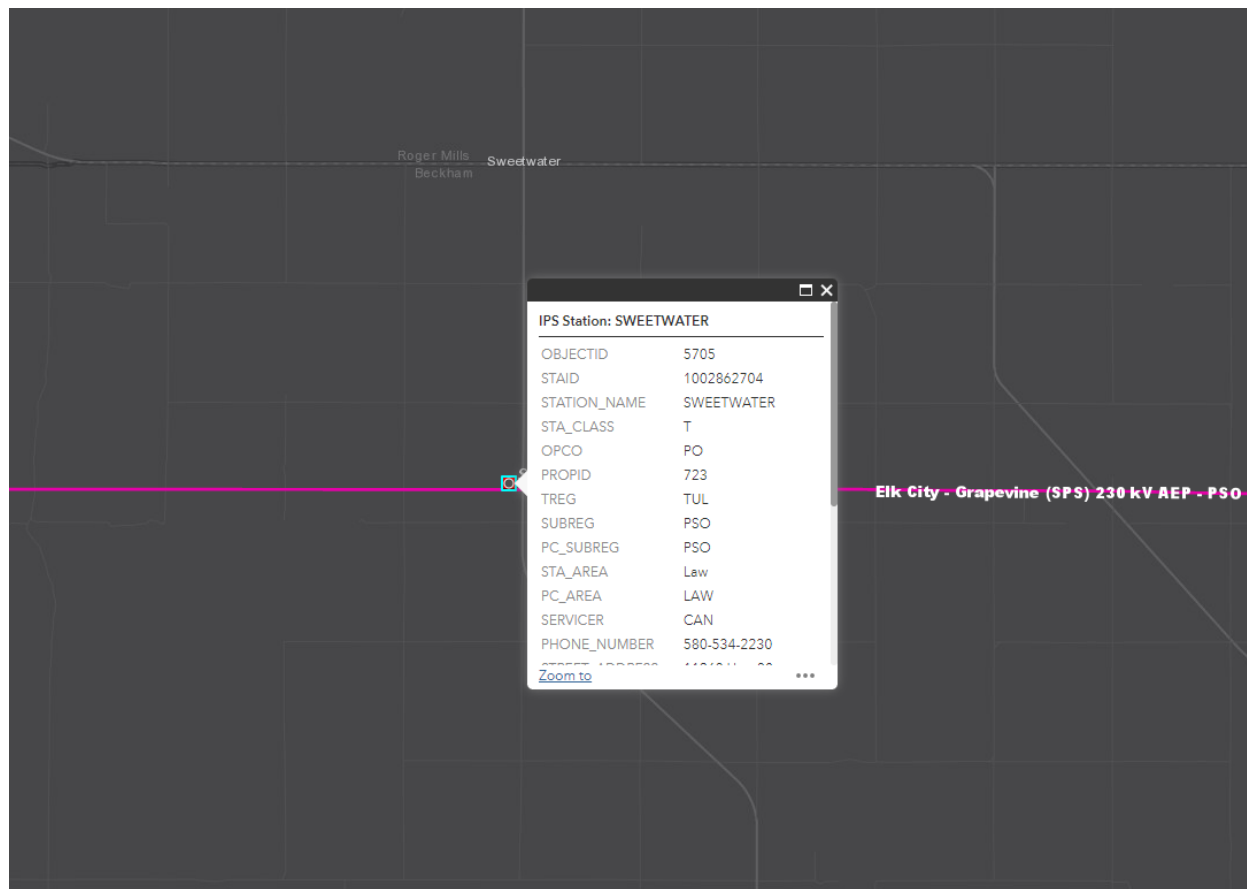 Roger Mills
Sweetwater
Beckham
IPS Station: SWEETWATER
OBJECTID 5705
STAID 1002862704
STATION_NAME SWEETWATER
STA_CLASS T
OPCO PO
PROPID 723
TREG TUL
SUBREG PSO
PC_SUBREG PSO
STA_AREA Law
PC_AREA LAW
SERVICER CAN
PHONE_NUMBER 580-534-2230
Zoom to
Elk City - Grapevine (SPS) 230 kV AEP - PSO